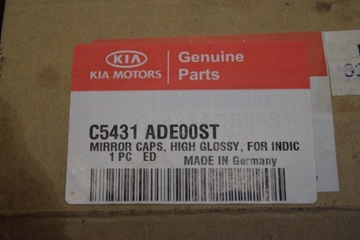 KIA
KIA MOTORS
Genuine
Parts
C5431 ADE00ST
MIRROR CAPS, HIGH GLOSSY, FOR INDIC
1 PC ED
MADE IN Germany